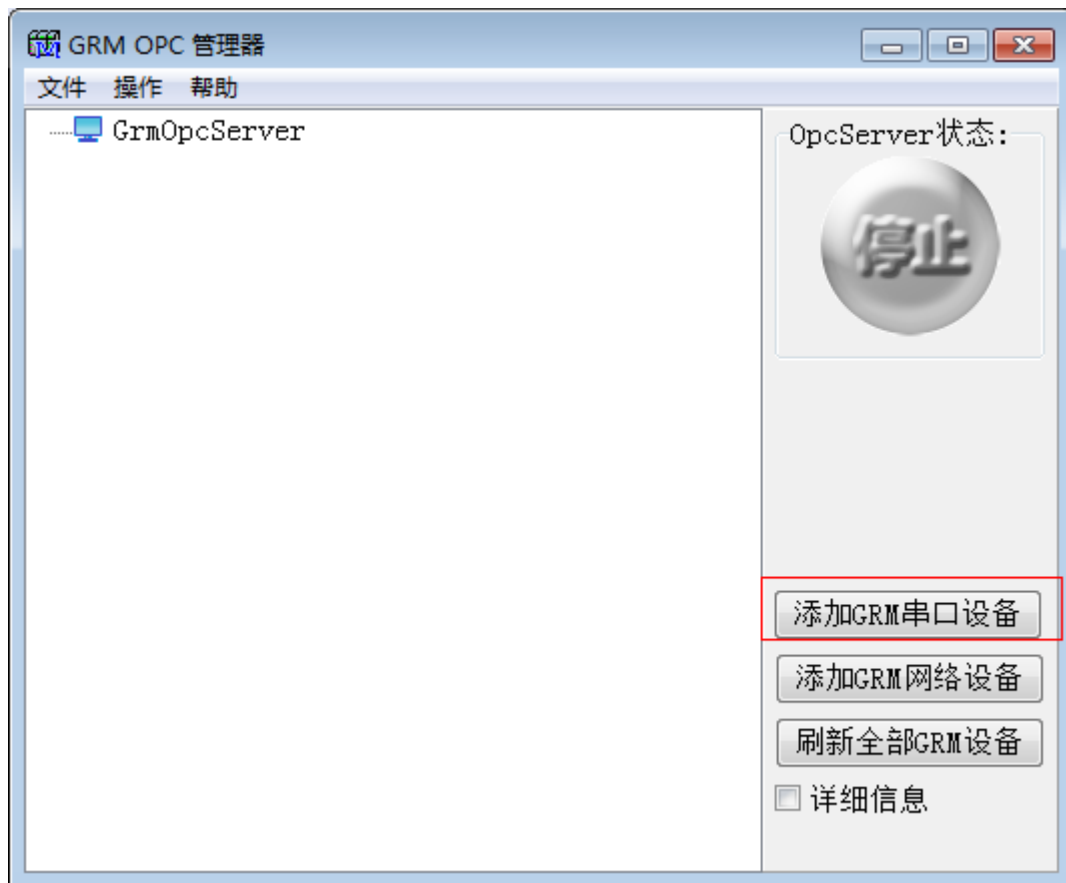 GRM OPC 管理器
文件 操作 帮助
GrmOpcServer
OpcServer状态:
停止
添加GRM串口设备
添加GRM网络设备
刷新全部GRM设备
详细信息